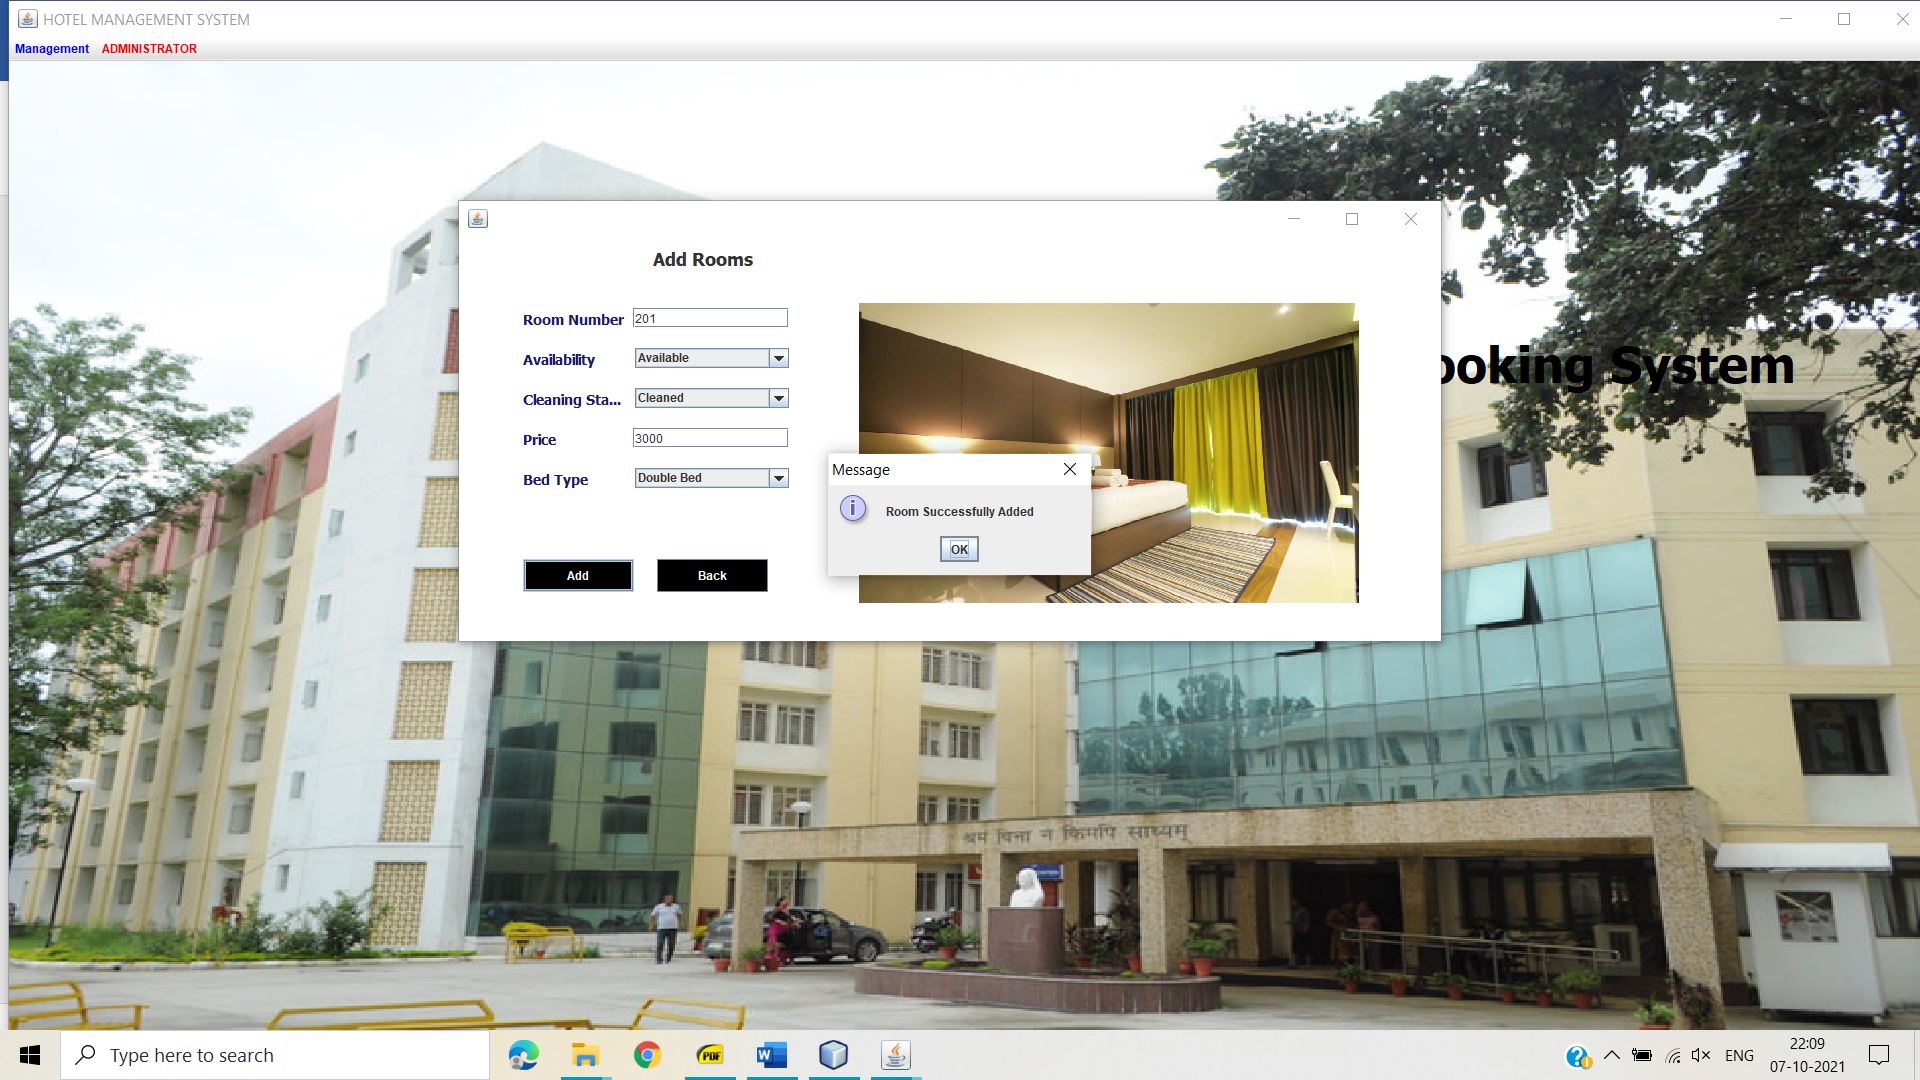 HOTEL MANAGEMENT SYSTEM
Management ADMINISTRATOR
ooking System
Add Rooms
Room Number 201
Availability Available
Cleaning Sta... Cleaned
Price 3000
Bed Type Double Bed
Add Back
Message
Room Successfully Added
OK
श्रम विना न किमपि साध्यम्
Type here to search
PDF
W
ENG
22:09
07-10-2021